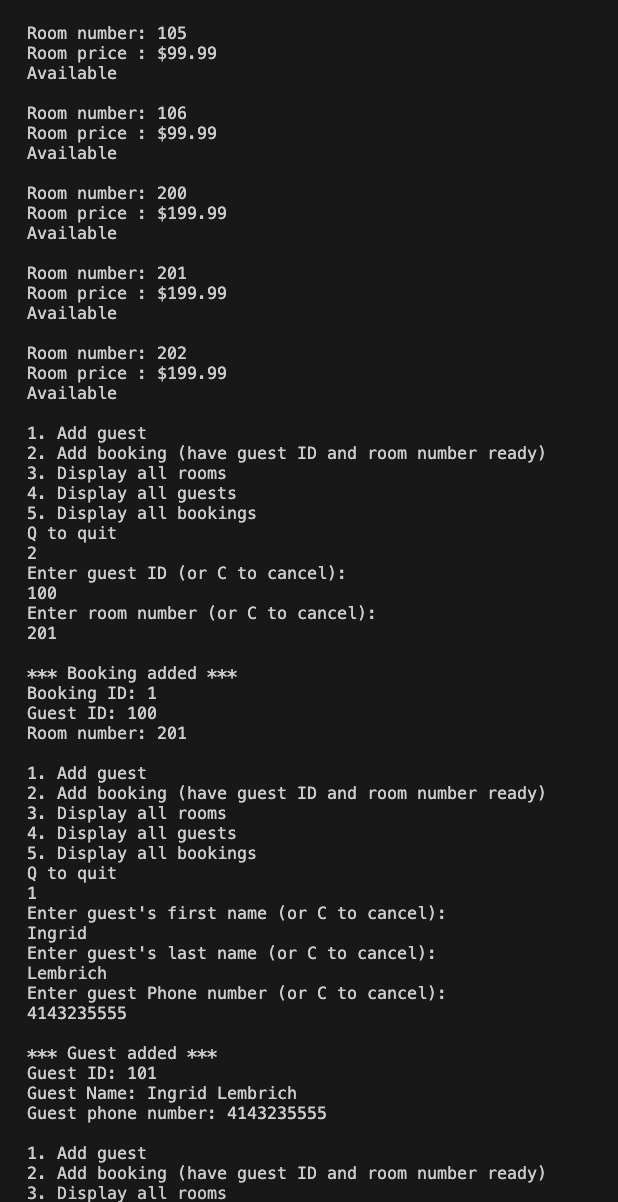 Room number: 105
Room price : $99.99
Available
Room number: 106
Room price : $99.99
Available
Room number: 200
Room price : $199.99
Available
Room number: 201
Room price : $199.99
Available
Room number: 202
Room price : $199.99
Available
1. Add guest
2. Add booking (have guest ID and room number ready)
3. Display all rooms
4. Display all guests
5. Display all bookings
Q to quit
2
Enter guest ID (or C to cancel):
100
Enter room number (or C to cancel):
201
*** Booking added ***
Booking ID: 1
Guest ID: 100
Room number: 201
1. Add guest
2. Add booking (have guest ID and room number ready)
3. Display all rooms
4. Display all guests
5. Display all bookings
Q to quit
1
Enter guest's first name (or C to cancel):
Ingrid
Enter guest's last name (or C to cancel):
Lembrich
Enter guest Phone number (or C to cancel):
4143235555
*** Guest added ***
Guest ID: 101
Guest Name: Ingrid Lembrich
Guest phone number: 4143235555
1. Add guest
2. Add booking (have guest ID and room number ready)
3. Display all rooms